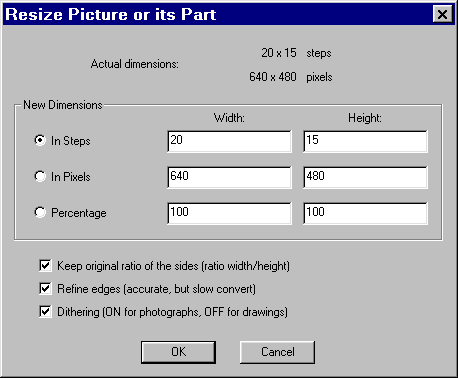 Resize Picture or its Part
Actual dimensions:
20 x 15 steps
640 x 480 pixels
New Dimensions
Width: Height:
In Steps 20 15
In Pixels 640 480
Percentage 100 100
Keep original ratio of the sides (ratio width/height)
Refine edges (accurate, but slow convert)
Dithering (ON for photographs, OFF for drawings)
OK Cancel